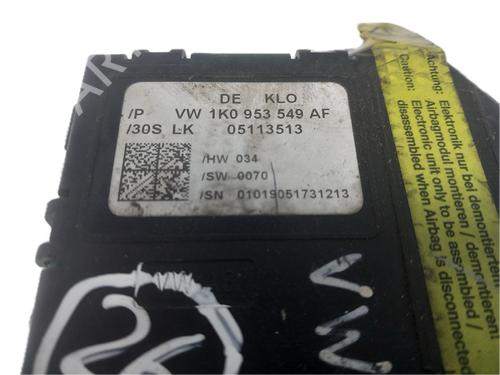 DE KLO
/P VW 1K0 953 549 AF
/30S LK 05113513
/HW 034
/SW 0070
/SN 01019051731213
Achtung:
Caution:
Elektronik nur bei
Airbagmodul montieren / demontieren!
Electronic unit only to be assembled /
disassembled when Airbag is disconnected
VW
26